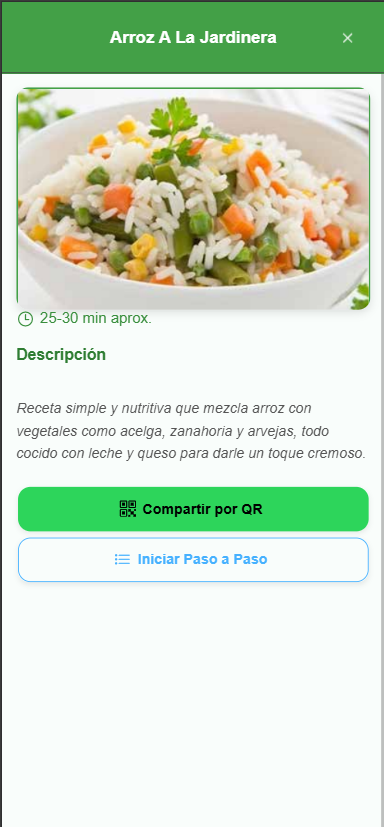 Arroz A La Jardinera
25-30 min aprox.
Descripción
Receta simple y nutritiva que mezcla arroz con
vegetales como acelga, zanahoria y arvejas, todo
cocido con leche y queso para darle un toque cremoso.
Compartir por QR
Iniciar Paso a Paso